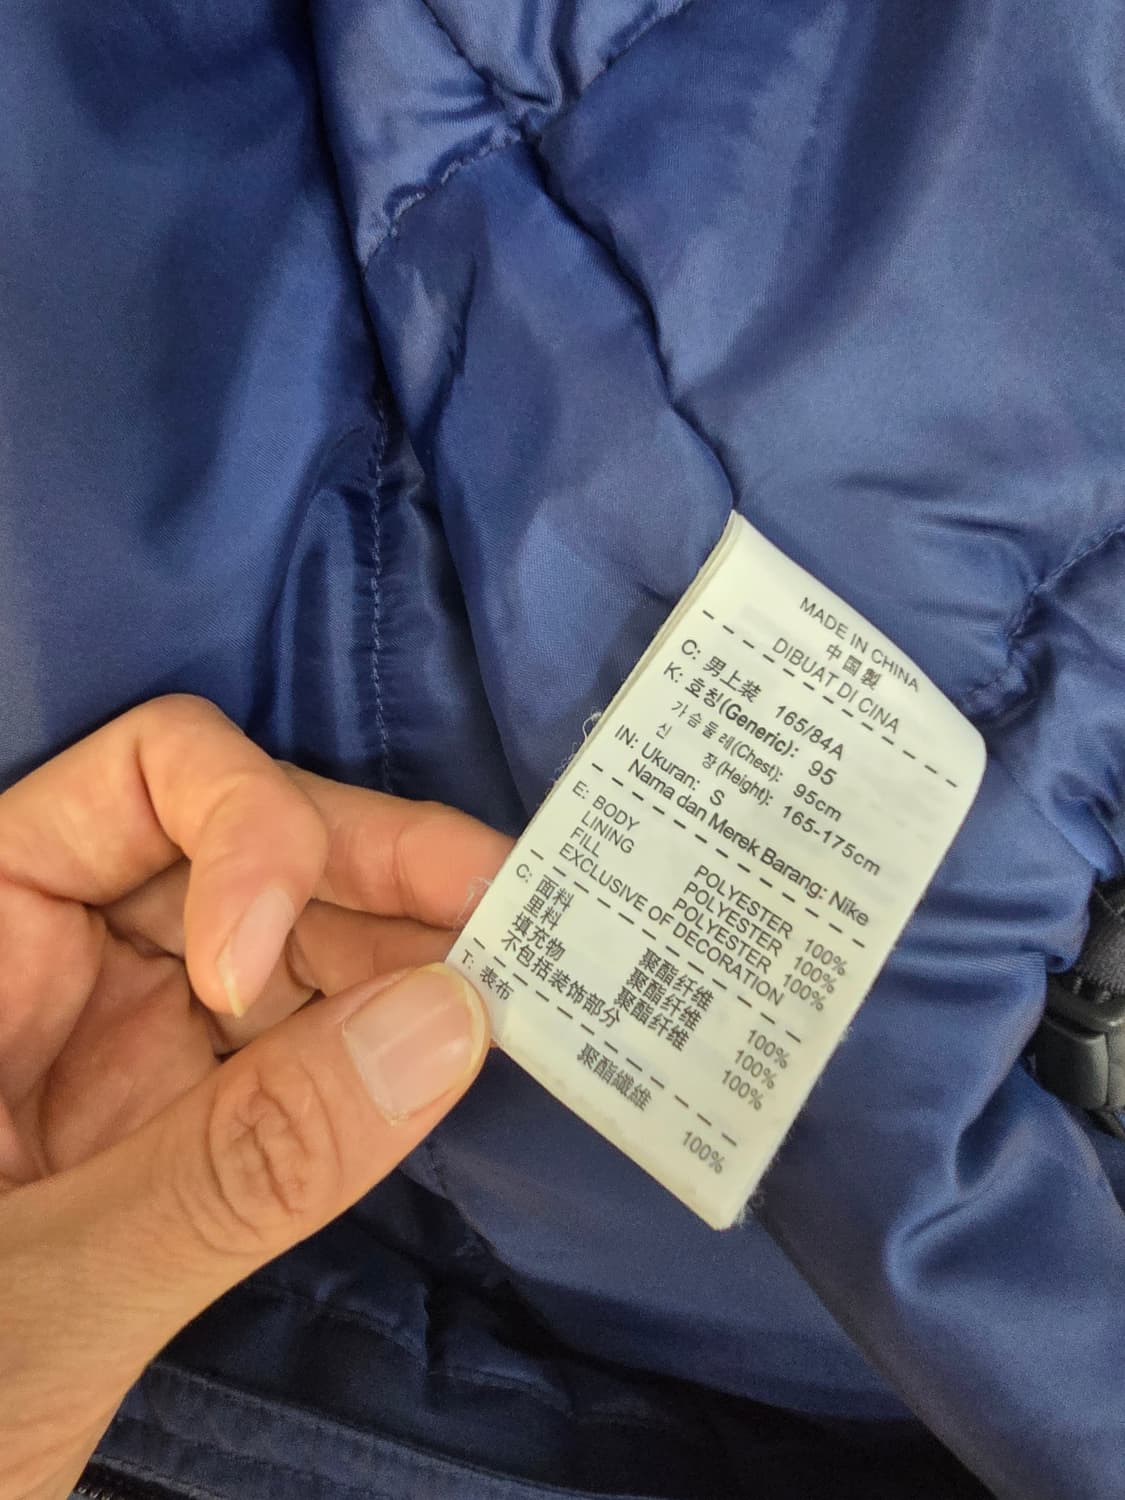 MADE IN CHINA
中国製
DIBUAT DI CINA
C: 男上装 165/84A
K: 호칭(Generic): 95
가슴둘레(Chest): 95cm
신 장(Height): 165-175cm
IN: Ukuran: S
Nama dan Merek Barang: Nike
E: BODY POLYESTER 100%
LINING POLYESTER 100%
FILL POLYESTER 100%
EXCLUSIVE OF DECORATION
C: 面料 聚酯纤维 100%
里料 聚酯纤维 100%
填充物 聚酯纤维 100%
不包括装饰部分
T: 表布 聚酯纖維 100%